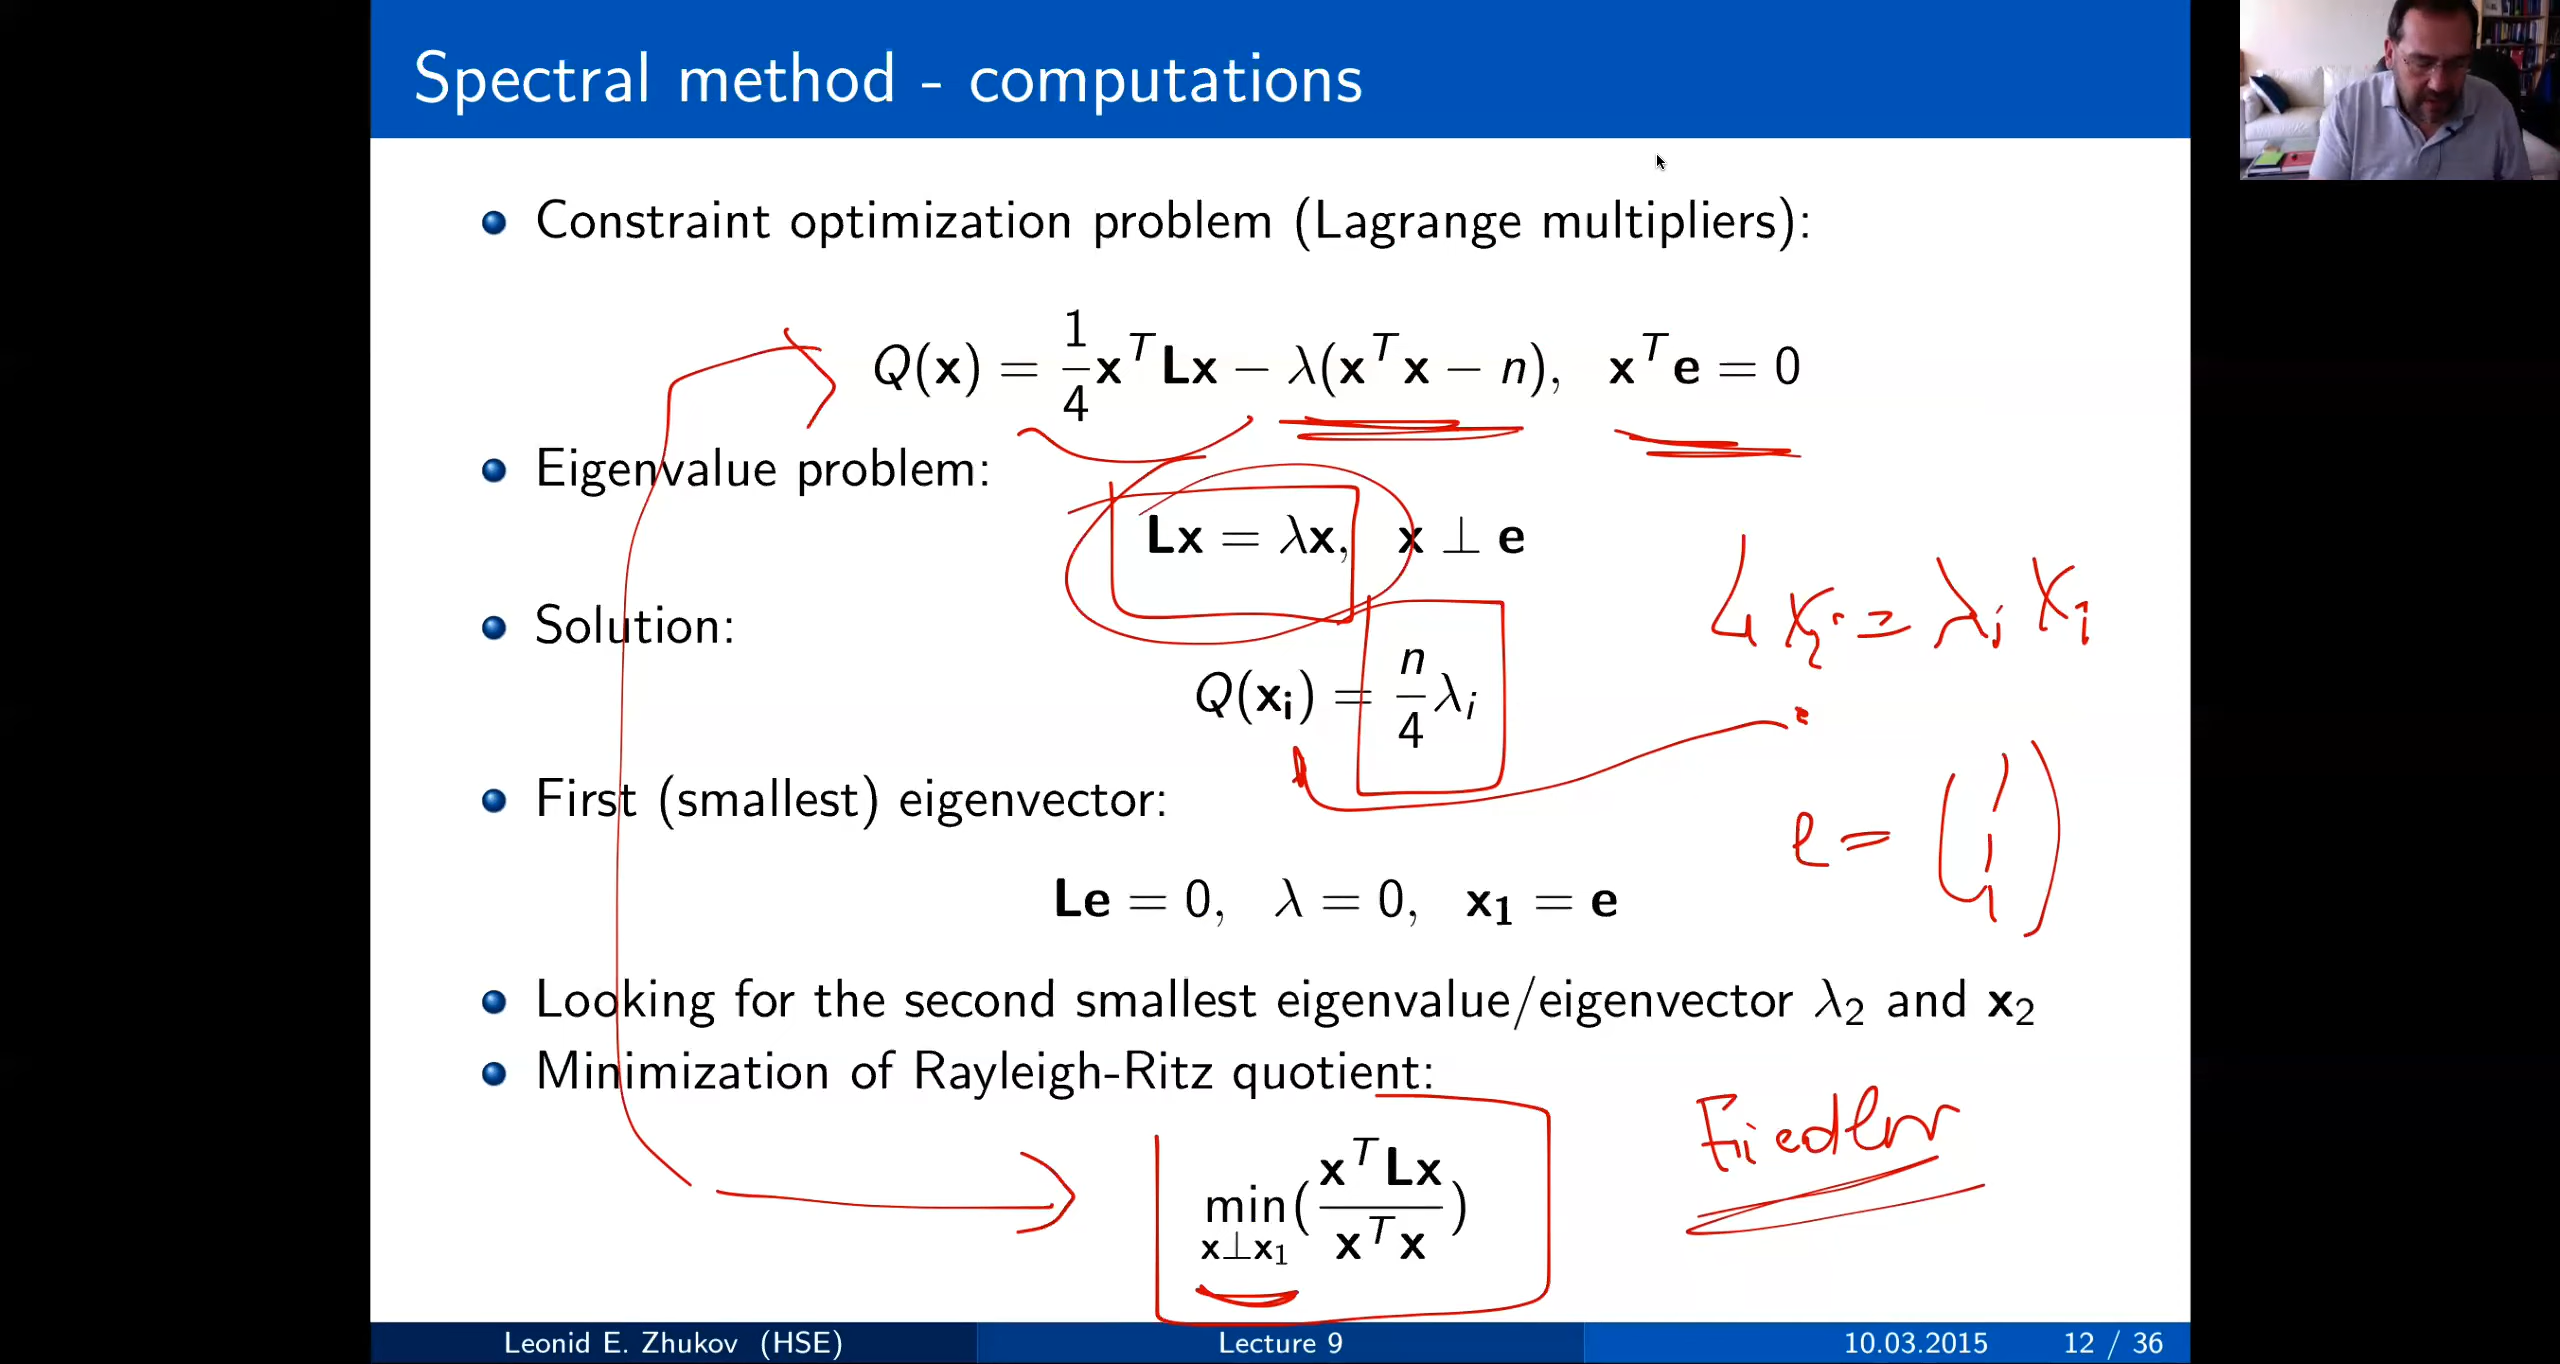 Spectral method - computations
Constraint optimization problem (Lagrange multipliers):
Q(x) = 1/4 x^T Lx − λ(x^T x − n), x^T e = 0
Eigenvalue problem:
Lx = λx, x ⊥ e
L x_i = λ_i x_i
Solution:
Q(x_i) = n/4 λ_i
First (smallest) eigenvector:
e = (1 1 1)
Le = 0, λ = 0, x_1 = e
Looking for the second smallest eigenvalue/eigenvector λ_2 and x_2
Minimization of Rayleigh-Ritz quotient:
Fiedler
min_{x⊥x_1} (x^T Lx / x^T x)
Leonid E. Zhukov (HSE) Lecture 9 10.03.2015 12 / 36